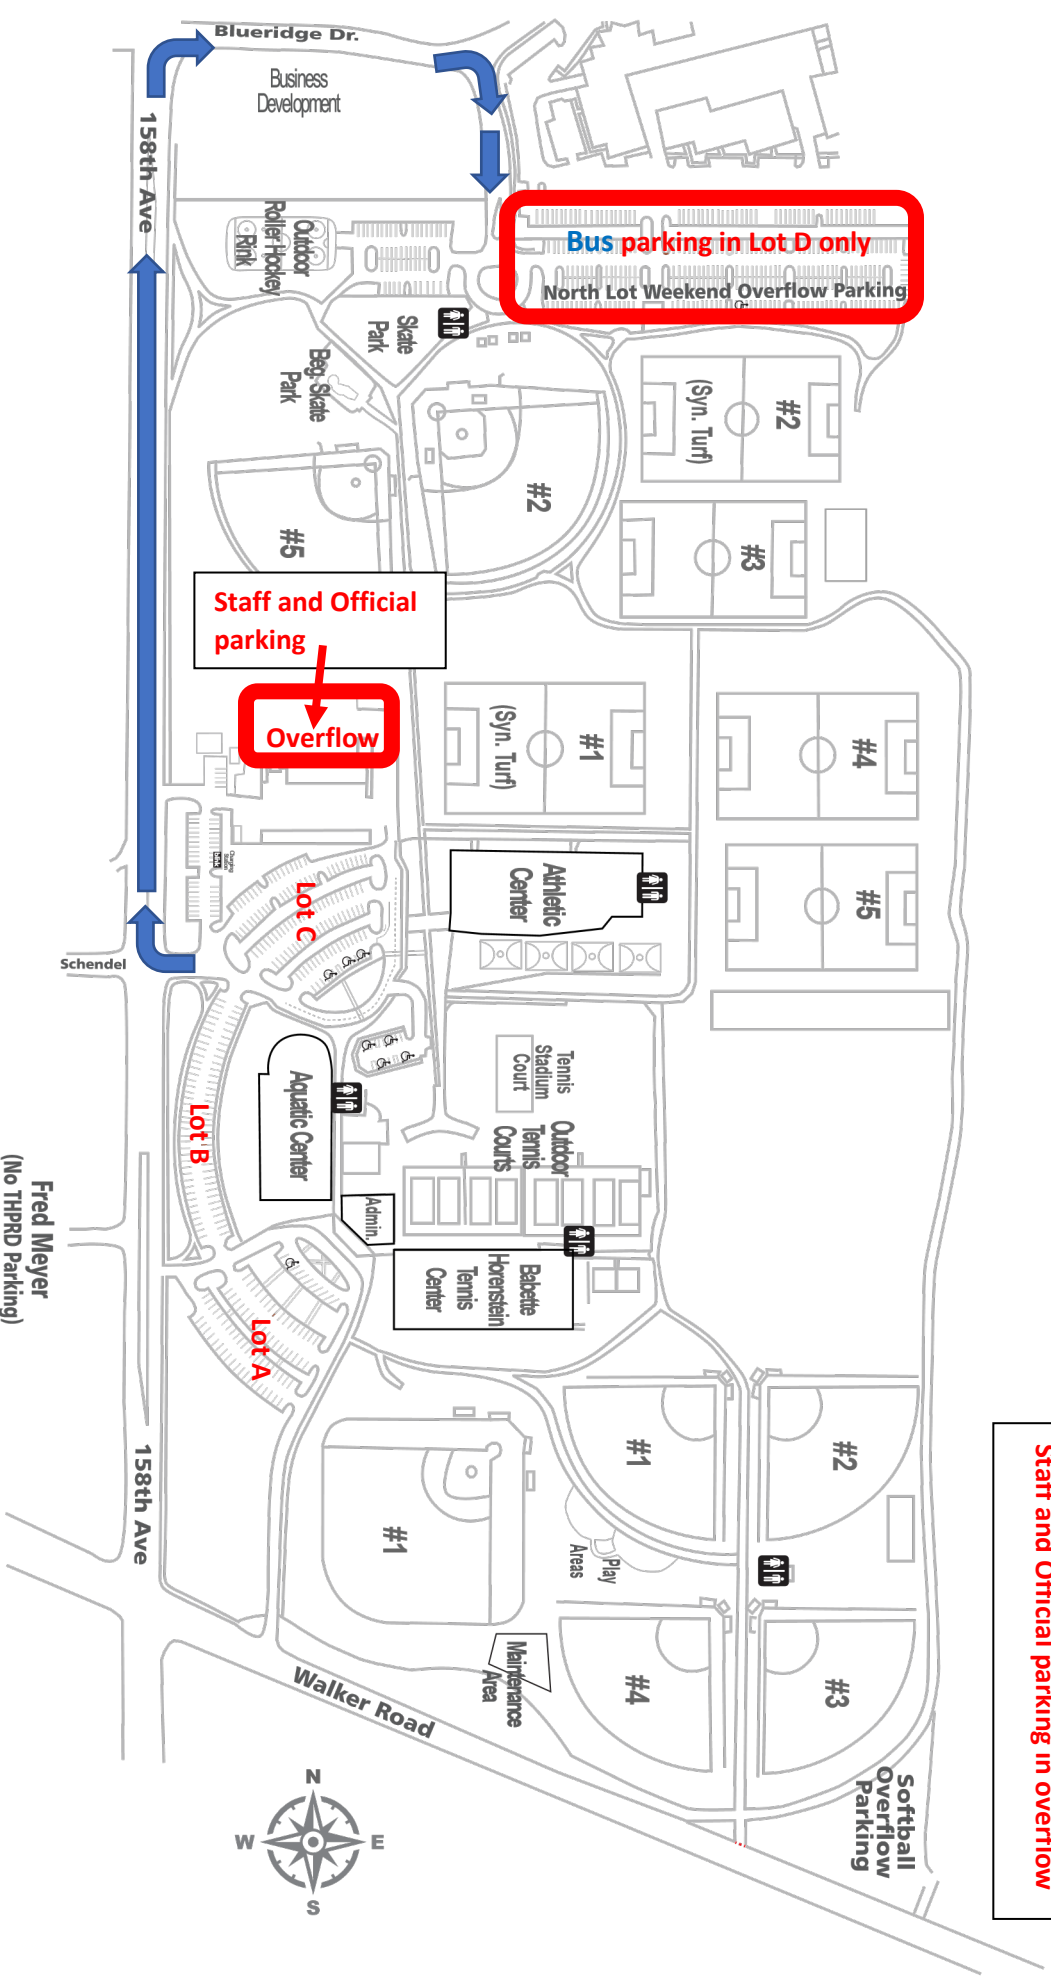 Blueridge Dr.
Business
Development
158th Ave
Outdoor
Roller Hockey
Rink
Bus parking in Lot D only
North Lot Weekend Overflow Parking
Skate
Park
Beg. Skate
Park
#2
(Syn. Turf)
#2
#3
#5
Staff and Official
parking
Overflow
#1
(Syn. Turf)
#4
#5
Charging
Station
Athletic
Center
Lot C
Schendel
Tennis
Stadium
Court
Aquatic Center
Lot B
Outdoor
Tennis
Courts
Admin.
Babette
Horenstein
Tennis
Center
Fred Meyer
(No THPRD Parking)
Lot A
158th Ave
#1
#2
#1
Play
Areas
#4
#3
Maintenance
Area
Walker Road
Softball
Overflow
Parking
Staff and Official parking in overflow
N
W
E
S